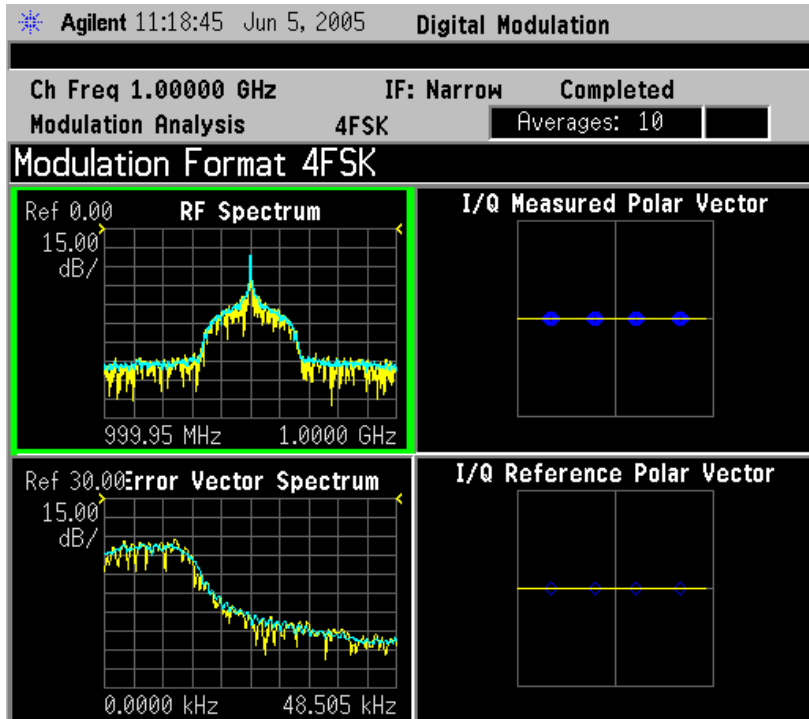 Agilent 11:18:45 Jun 5, 2005 Digital Modulation
Ch Freq 1.00000 GHz IF: Narrow Completed
Modulation Analysis 4FSK Averages: 10
Modulation Format 4FSK
Ref 0.00 RF Spectrum
15.00
dB/
999.95 MHz 1.0000 GHz
I/Q Measured Polar Vector
Ref 30.00 Error Vector Spectrum
15.00
dB/
0.0000 kHz 48.505 kHz
I/Q Reference Polar Vector